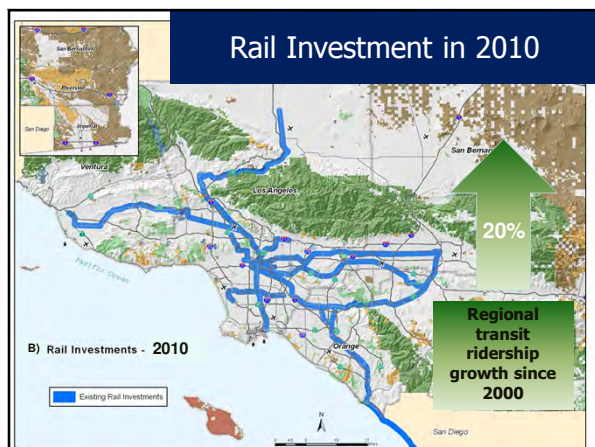 Rail Investment in 2010
San Bernardino
Riverside
Imperial
San Diego
Ventura
Los Angeles
San Bernar
20%
Pacific Ocean
Regional
transit
ridership
growth since
2000
B) Rail Investments - 2010
Orange
Existing Rail Investments
N
San Diego